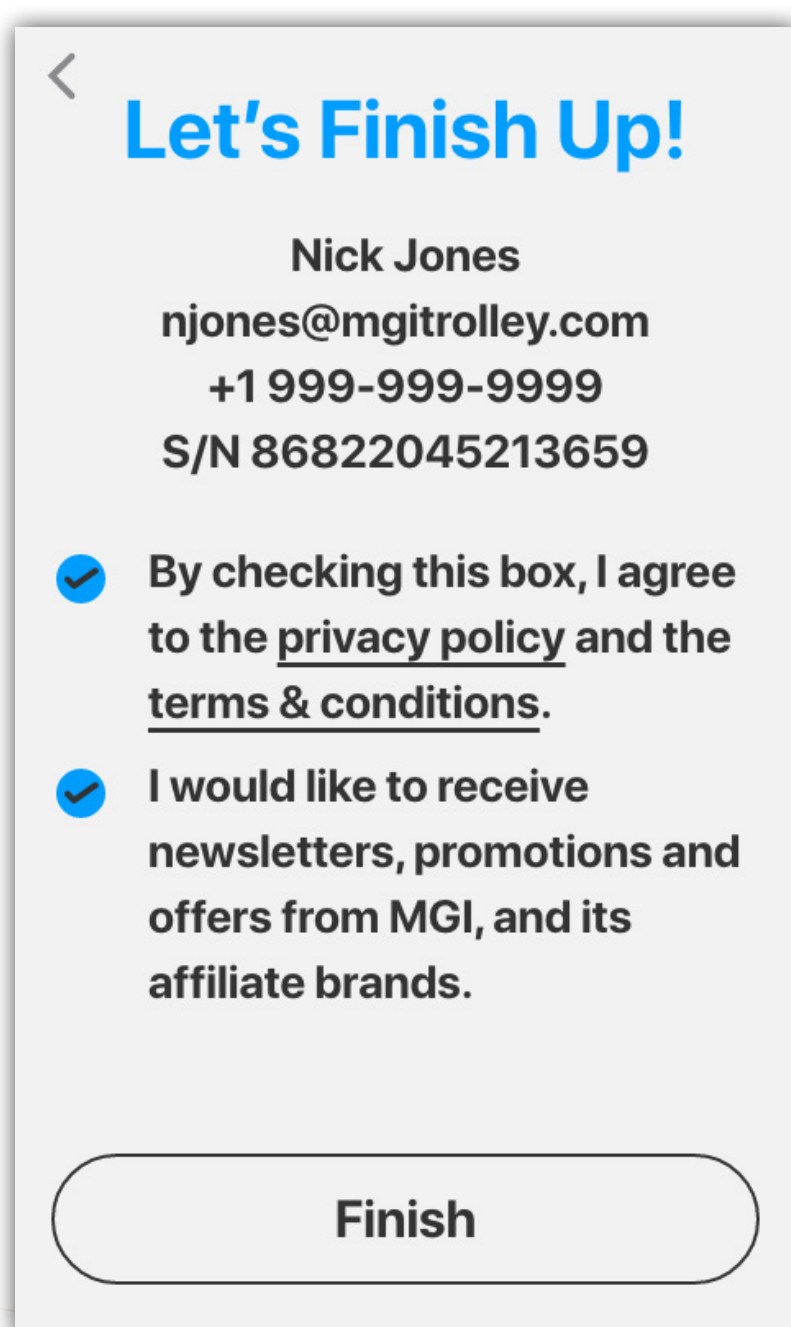 Let’s Finish Up!
Nick Jones
njones@mgitrolley.com
+1 999-999-9999
S/N 86822045213659
By checking this box, I agree
to the privacy policy and the
terms & conditions.
I would like to receive
newsletters, promotions and
offers from MGI, and its
affiliate brands.
Finish